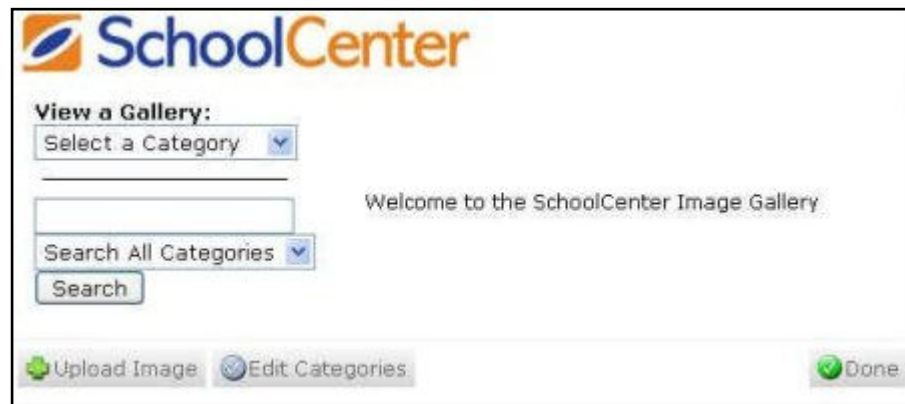 SchoolCenter
View a Gallery:
Select a Category
Welcome to the SchoolCenter Image Gallery
Search All Categories
Search
Upload Image Edit Categories Done